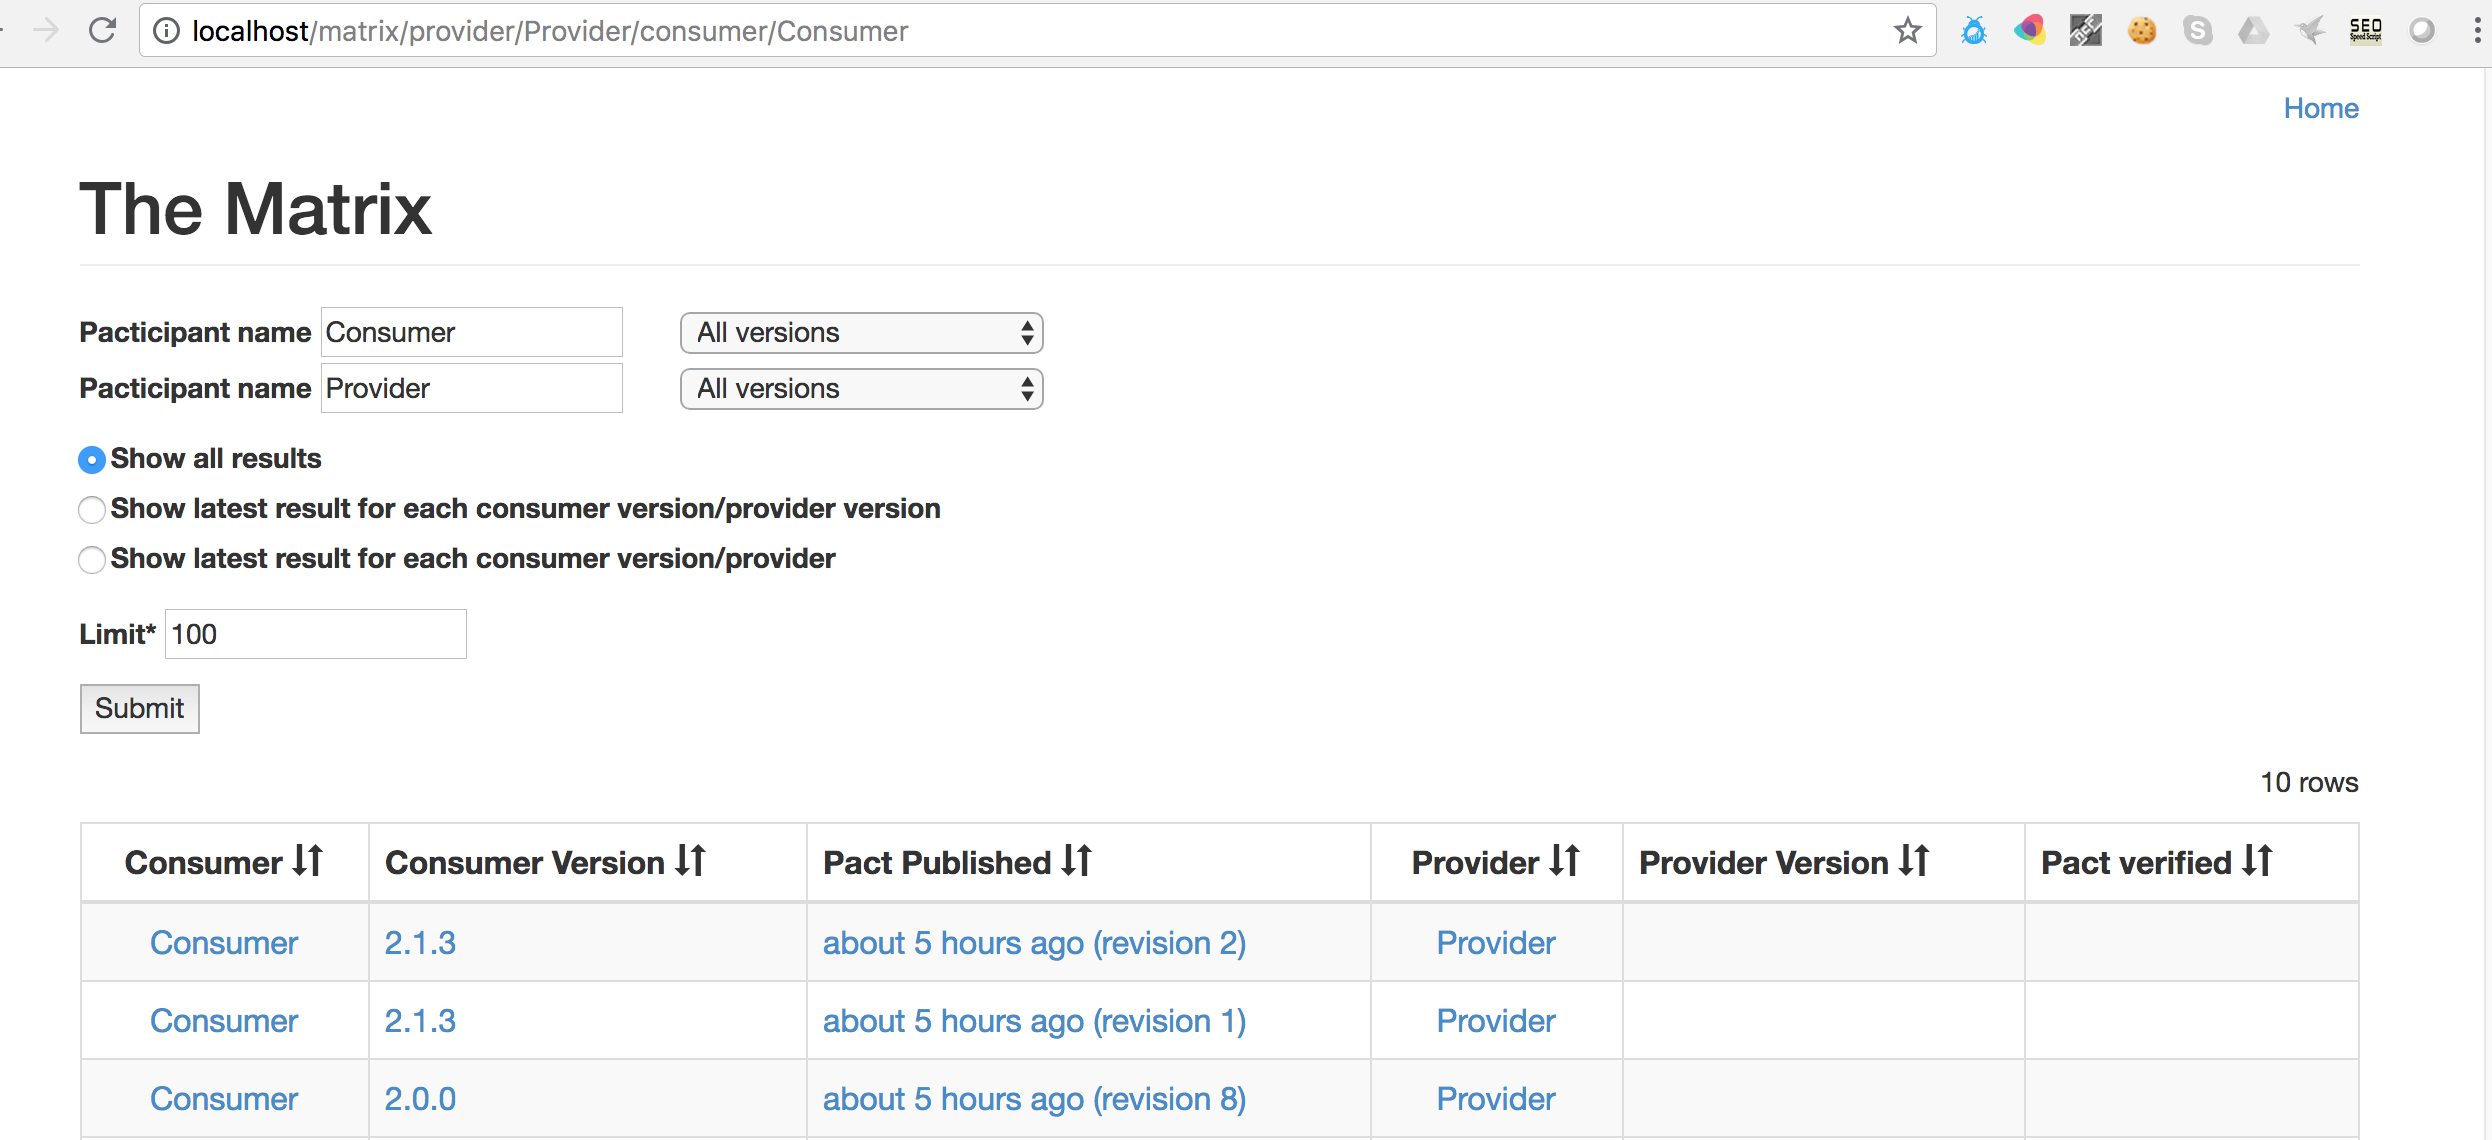 localhost/matrix/provider/Provider/consumer/Consumer
SEO
Speed Script
Home
The Matrix
Pacticipant name Consumer All versions
Pacticipant name Provider All versions
Show all results
Show latest result for each consumer version/provider version
Show latest result for each consumer version/provider
Limit* 100
Submit
10 rows
Consumer Consumer Version Pact Published Provider Provider Version Pact verified
Consumer 2.1.3 about 5 hours ago (revision 2) Provider
Consumer 2.1.3 about 5 hours ago (revision 1) Provider
Consumer 2.0.0 about 5 hours ago (revision 8) Provider